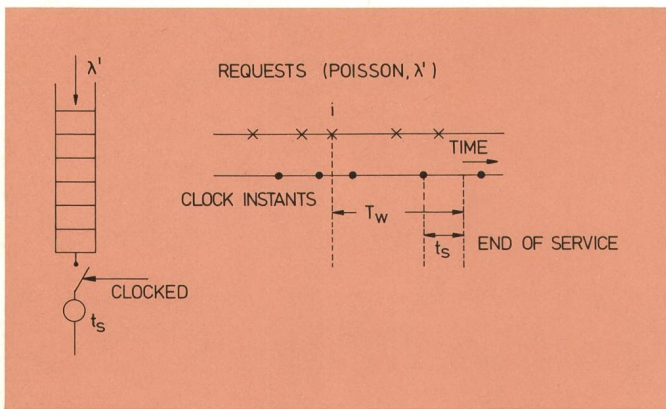 λ'
REQUESTS (POISSON, λ')
i
TIME
CLOCK INSTANTS
T_W
t_s
END OF SERVICE
CLOCKED
t_s